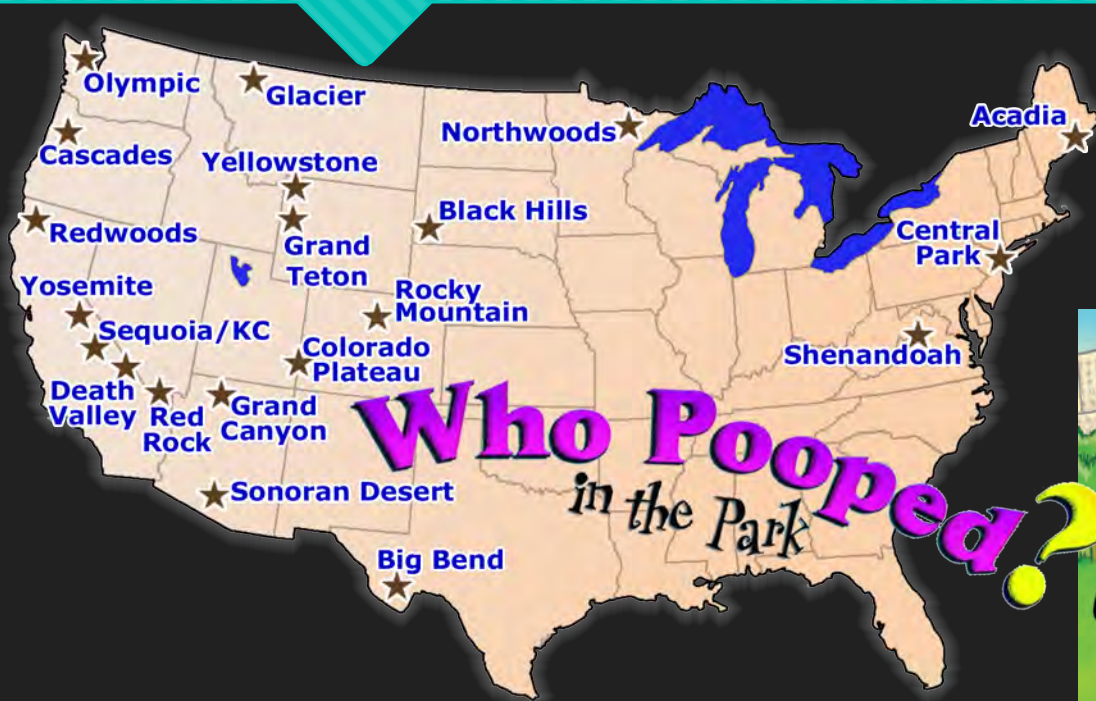 Olympic
Glacier
Northwoods
Acadia
Cascades
Yellowstone
Black Hills
Redwoods
Grand
Teton
Central
Park
Yosemite
Rocky
Mountain
Sequoia/KC
Colorado
Plateau
Shenandoah
Death
Valley
Red
Rock
Grand
Canyon
Who Pooped?
in the Park
Sonoran Desert
Big Bend